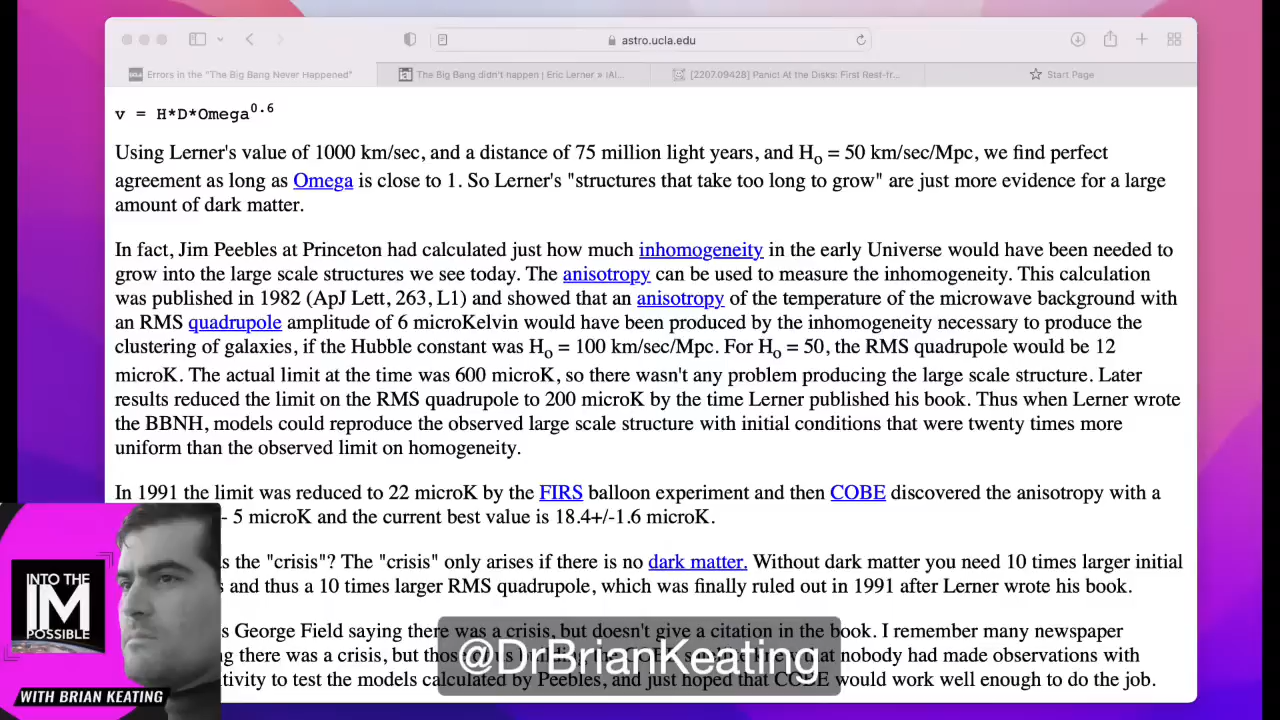 astro.ucla.edu
Errors in the "The Big Bang Never Happened"
The Big Bang didn't happen | Eric Lerner » IAI...
[2207.09428] Panic! At the Disks: First Rest-fr...
Start Page
v = H*D*Omega^0.6
Using Lerner's value of 1000 km/sec, and a distance of 75 million light years, and Ho = 50 km/sec/Mpc, we find perfect
agreement as long as Omega is close to 1. So Lerner's "structures that take too long to grow" are just more evidence for a large
amount of dark matter.
In fact, Jim Peebles at Princeton had calculated just how much inhomogeneity in the early Universe would have been needed to
grow into the large scale structures we see today. The anisotropy can be used to measure the inhomogeneity. This calculation
was published in 1982 (ApJ Lett, 263, L1) and showed that an anisotropy of the temperature of the microwave background with
an RMS quadrupole amplitude of 6 microKelvin would have been produced by the inhomogeneity necessary to produce the
clustering of galaxies, if the Hubble constant was Ho = 100 km/sec/Mpc. For Ho = 50, the RMS quadrupole would be 12
microK. The actual limit at the time was 600 microK, so there wasn't any problem producing the large scale structure. Later
results reduced the limit on the RMS quadrupole to 200 microK by the time Lerner published his book. Thus when Lerner wrote
the BBNH, models could reproduce the observed large scale structure with initial conditions that were twenty times more
uniform than the observed limit on homogeneity.
In 1991 the limit was reduced to 22 microK by the FIRS balloon experiment and then COBE discovered the anisotropy with a
- 5 microK and the current best value is 18.4+/-1.6 microK.
s the "crisis"? The "crisis" only arises if there is no dark matter. Without dark matter you need 10 times larger initial
s and thus a 10 times larger RMS quadrupole, which was finally ruled out in 1991 after Lerner wrote his book.
s George Field saying there was a crisis, but doesn't give a citation in the book. I remember many newspaper
g there was a crisis, but nobody had made observations with
tivity to test the models calculated by Peebles, and just hoped that COBE would work well enough to do the job.
@DrBrianKeating
INTO THE
IM
POSSIBLE
WITH BRIAN KEATING